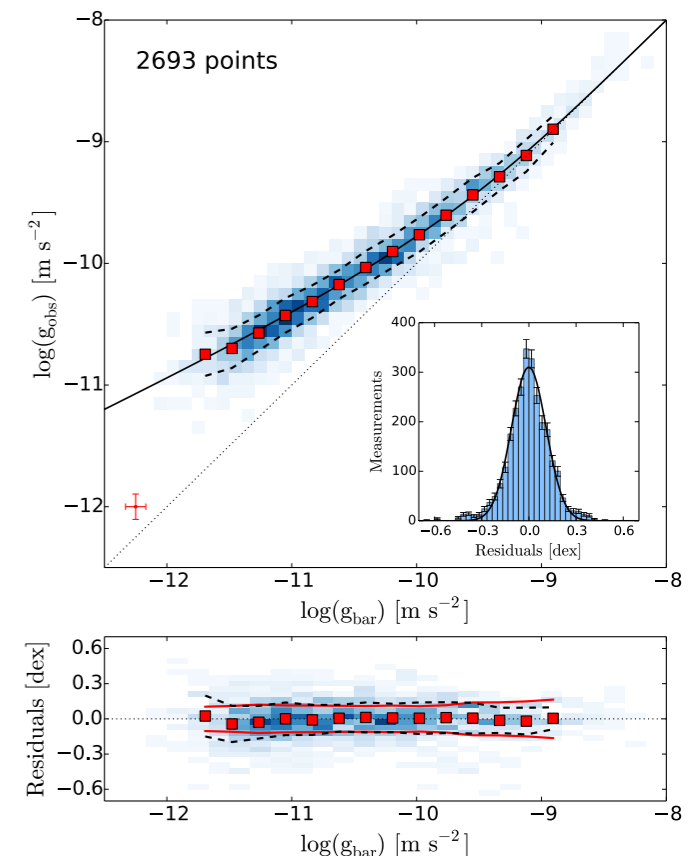 −8
2693 points
−9
−10
−11
−12
log(g_obs) [m s^−2]
400
300
200
100
0
Measurements
−0.6 −0.3 0.0 0.3 0.6
Residuals [dex]
−12 −11 −10 −9 −8
log(g_bar) [m s^−2]
0.6
0.3
0.0
−0.3
−0.6
Residuals [dex]
−12 −11 −10 −9 −8
log(g_bar) [m s^−2]